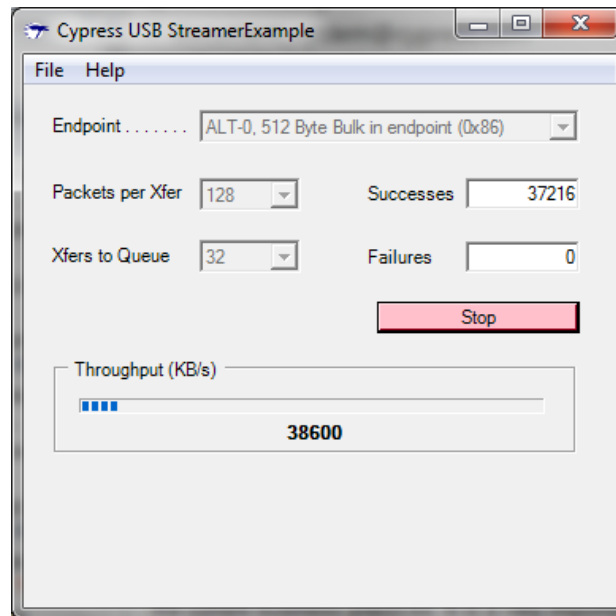 Cypress USB StreamerExample
File Help
Endpoint . . . . . . . ALT-0, 512 Byte Bulk in endpoint (0x86)
Packets per Xfer 128 Successes 37216
Xfers to Queue 32 Failures 0
Stop
Throughput (KB/s)
38600